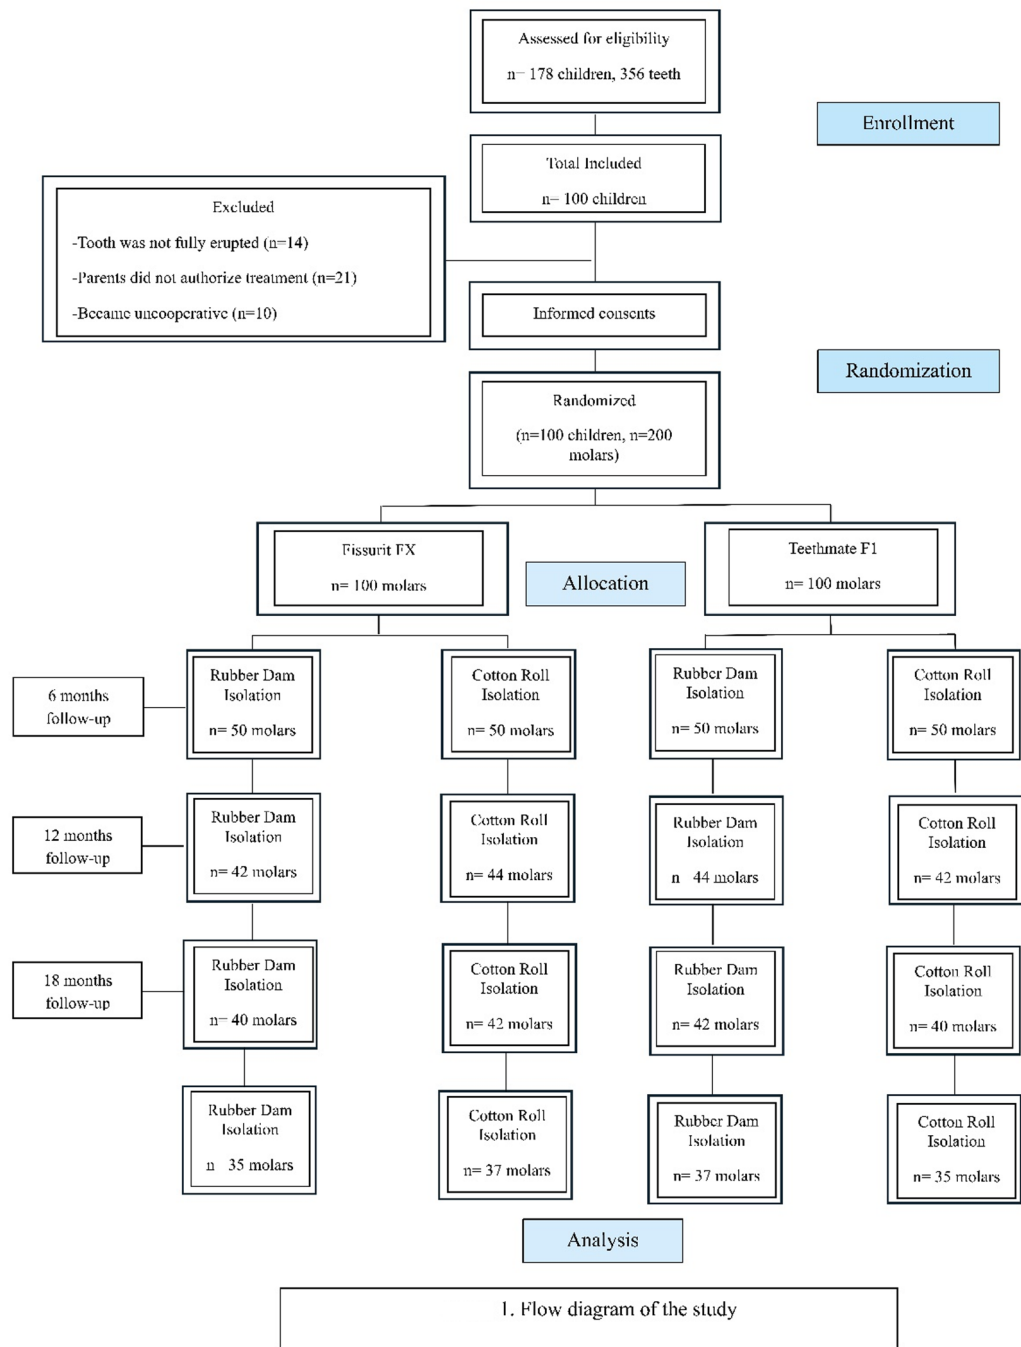 Assessed for eligibility
n= 178 children, 356 teeth
Enrollment
Total Included
n= 100 children
Excluded
-Tooth was not fully erupted (n=14)
-Parents did not authorize treatment (n=21)
-Became uncooperative (n=10)
Informed consents
Randomization
Randomized
(n=100 children, n=200
molars)
Fissurit FX
n= 100 molars
Allocation
Teethmate F1
n= 100 molars
6 months
follow-up
Rubber Dam
Isolation
n= 50 molars
Cotton Roll
Isolation
n= 50 molars
Rubber Dam
Isolation
n= 50 molars
Cotton Roll
Isolation
n= 50 molars
12 months
follow-up
Rubber Dam
Isolation
n= 42 molars
Cotton Roll
Isolation
n= 44 molars
Rubber Dam
Isolation
n 44 molars
Cotton Roll
Isolation
n= 42 molars
18 months
follow-up
Rubber Dam
Isolation
n= 40 molars
Cotton Roll
Isolation
n= 42 molars
Rubber Dam
Isolation
n= 42 molars
Cotton Roll
Isolation
n= 40 molars
Rubber Dam
Isolation
n 35 molars
Cotton Roll
Isolation
n= 37 molars
Rubber Dam
Isolation
n= 37 molars
Cotton Roll
Isolation
n= 35 molars
Analysis
1. Flow diagram of the study